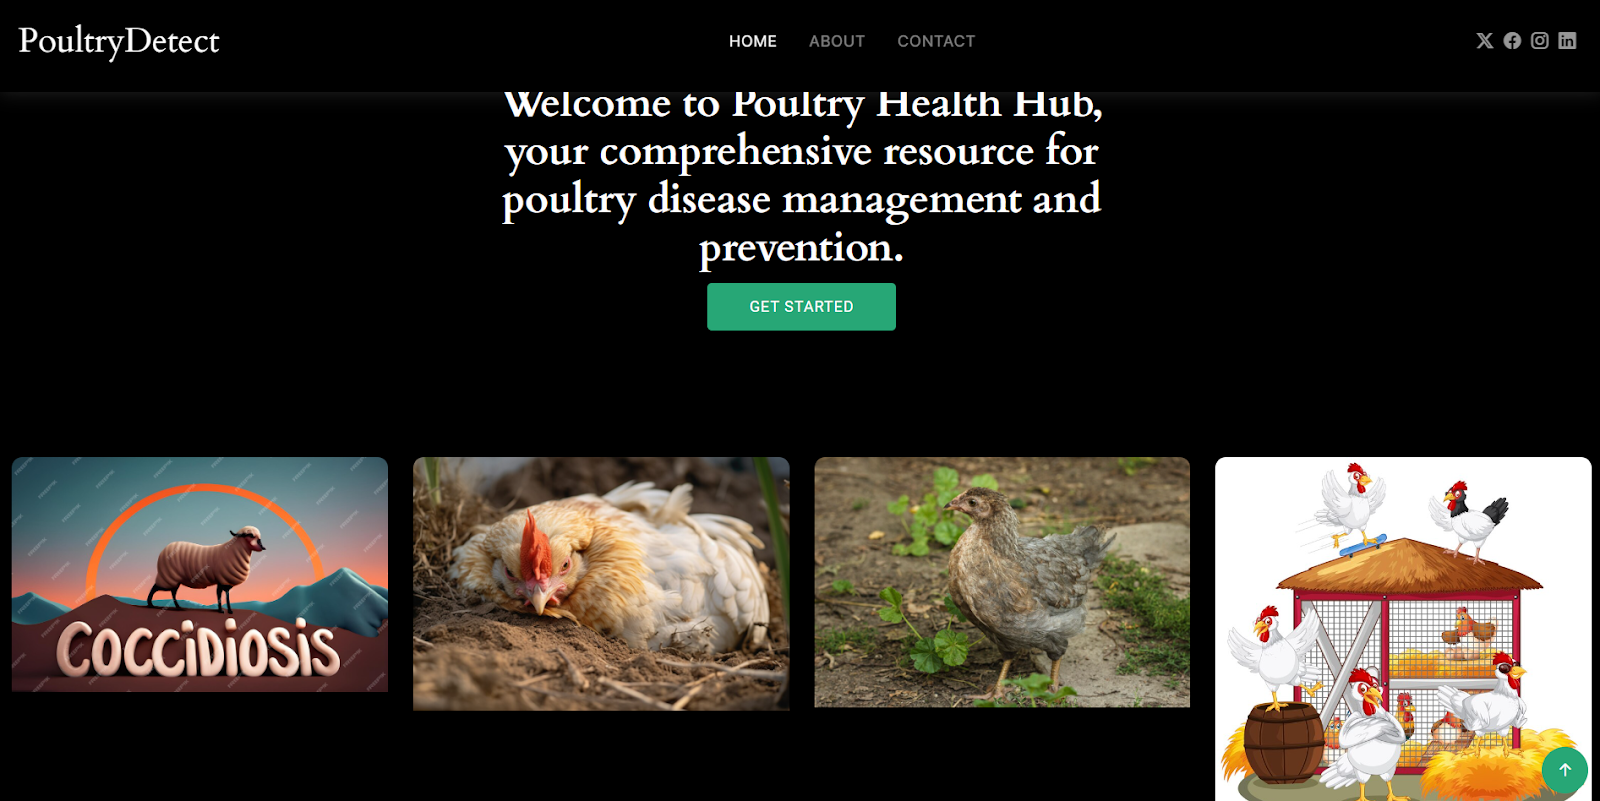 PoultryDetect
HOME ABOUT CONTACT
Welcome to Poultry Health Hub,
your comprehensive resource for
poultry disease management and
prevention.
GET STARTED
COCCiDiOSiS